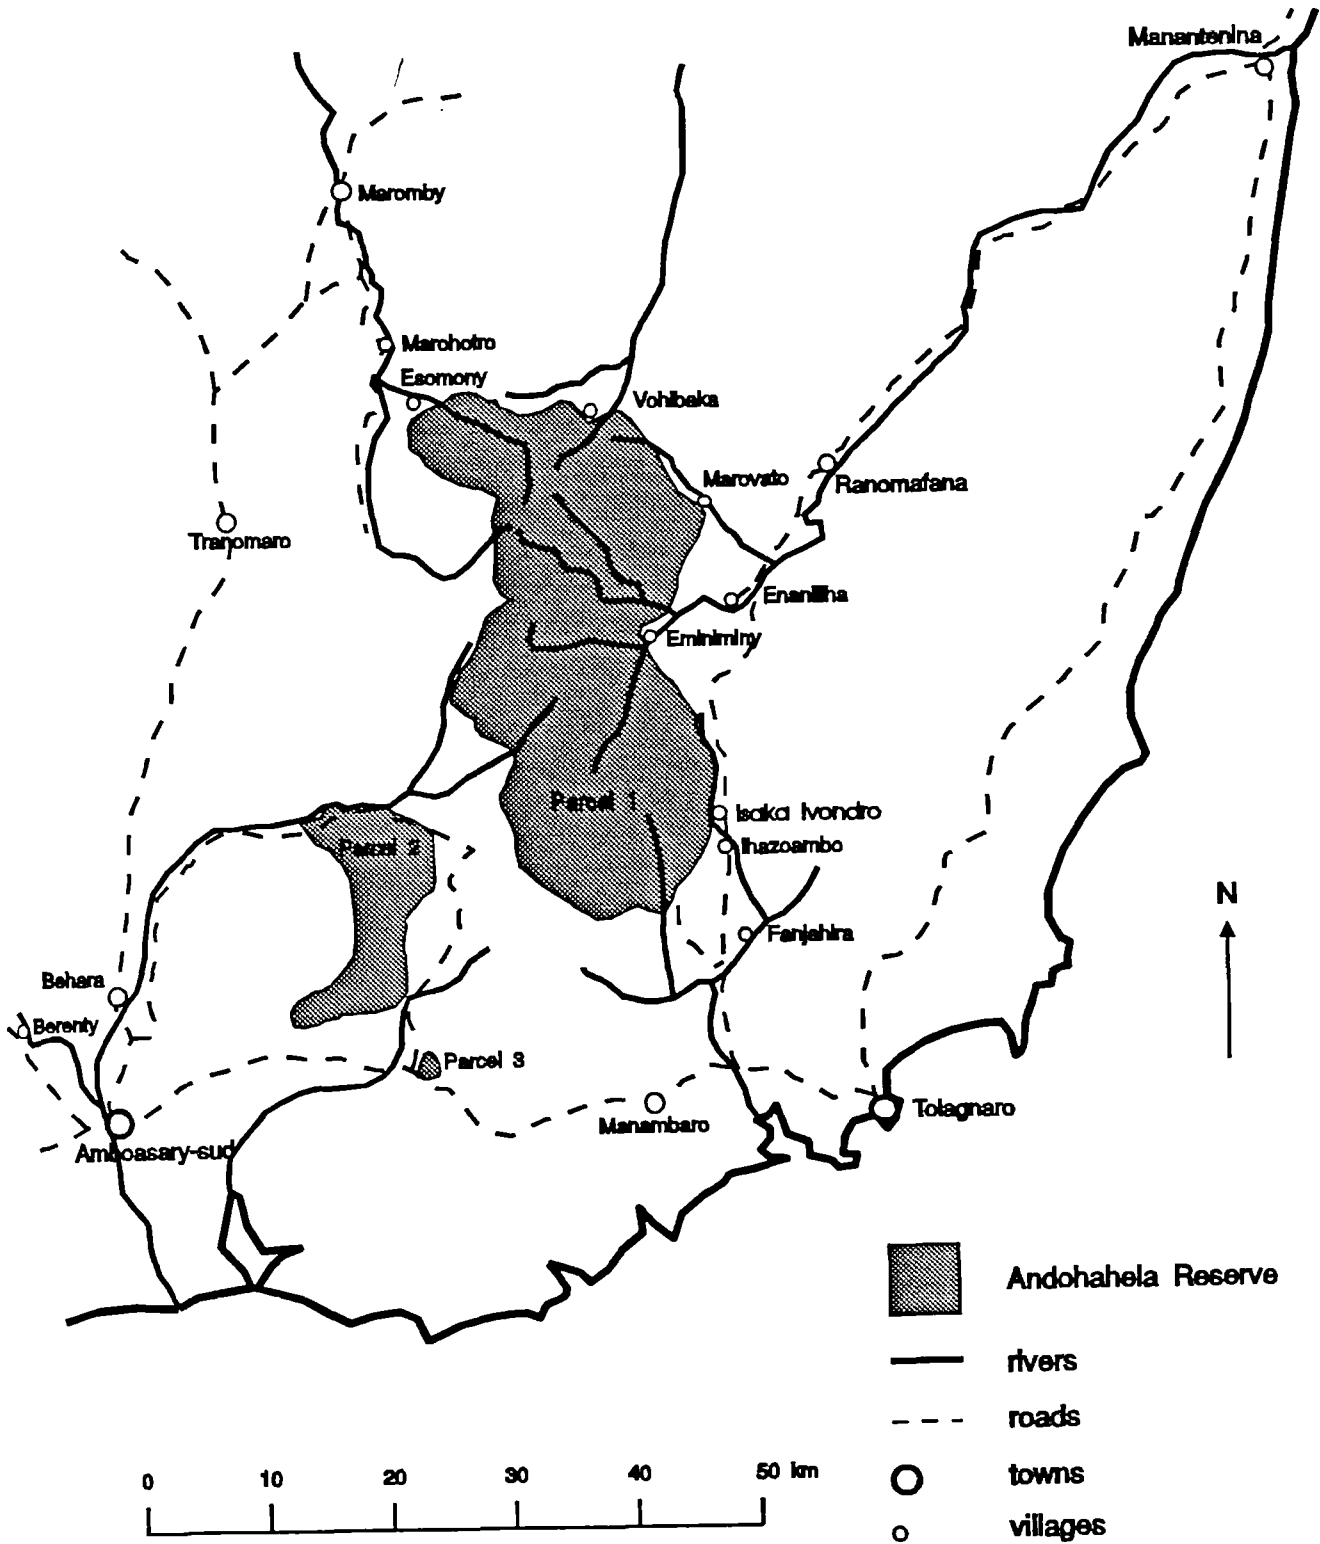 Manantenina
Maromby
Marohotro
Esomony
Vohibaka
Marovato
Ranomafana
Tranomaro
Enaniliha
Eminiminy
Parcel 1
Isaka Ivondro
Ihazoambo
Parcel 2
N
Fanjahira
Behara
Berenty
Parcel 3
Manambaro
Tolagnaro
Amboasary-sud
Andohahela Reserve
rivers
roads
towns
villages
0 10 20 30 40 50 km